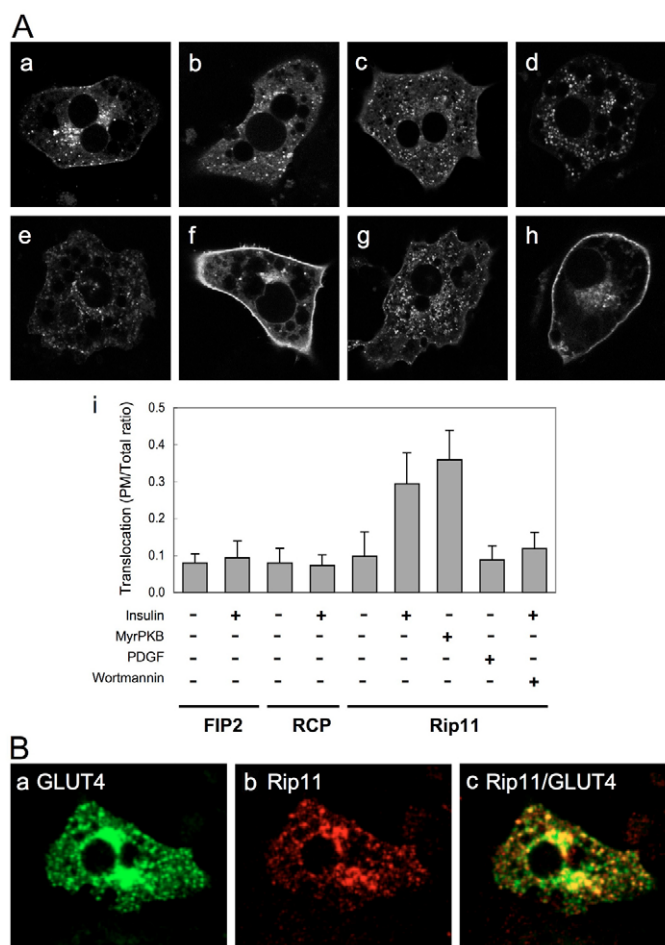 A
a b c d
e f g h
i
Translocation (PM/Total ratio)
0.5
0.4
0.3
0.2
0.1
0.0
Insulin - + - + - + - - +
MyrPKB - - - - - - + - -
PDGF - - - - - - - + -
Wortmannin - - - - - - - - +
FIP2 RCP Rip11
B
a GLUT4 b Rip11 c Rip11/GLUT4